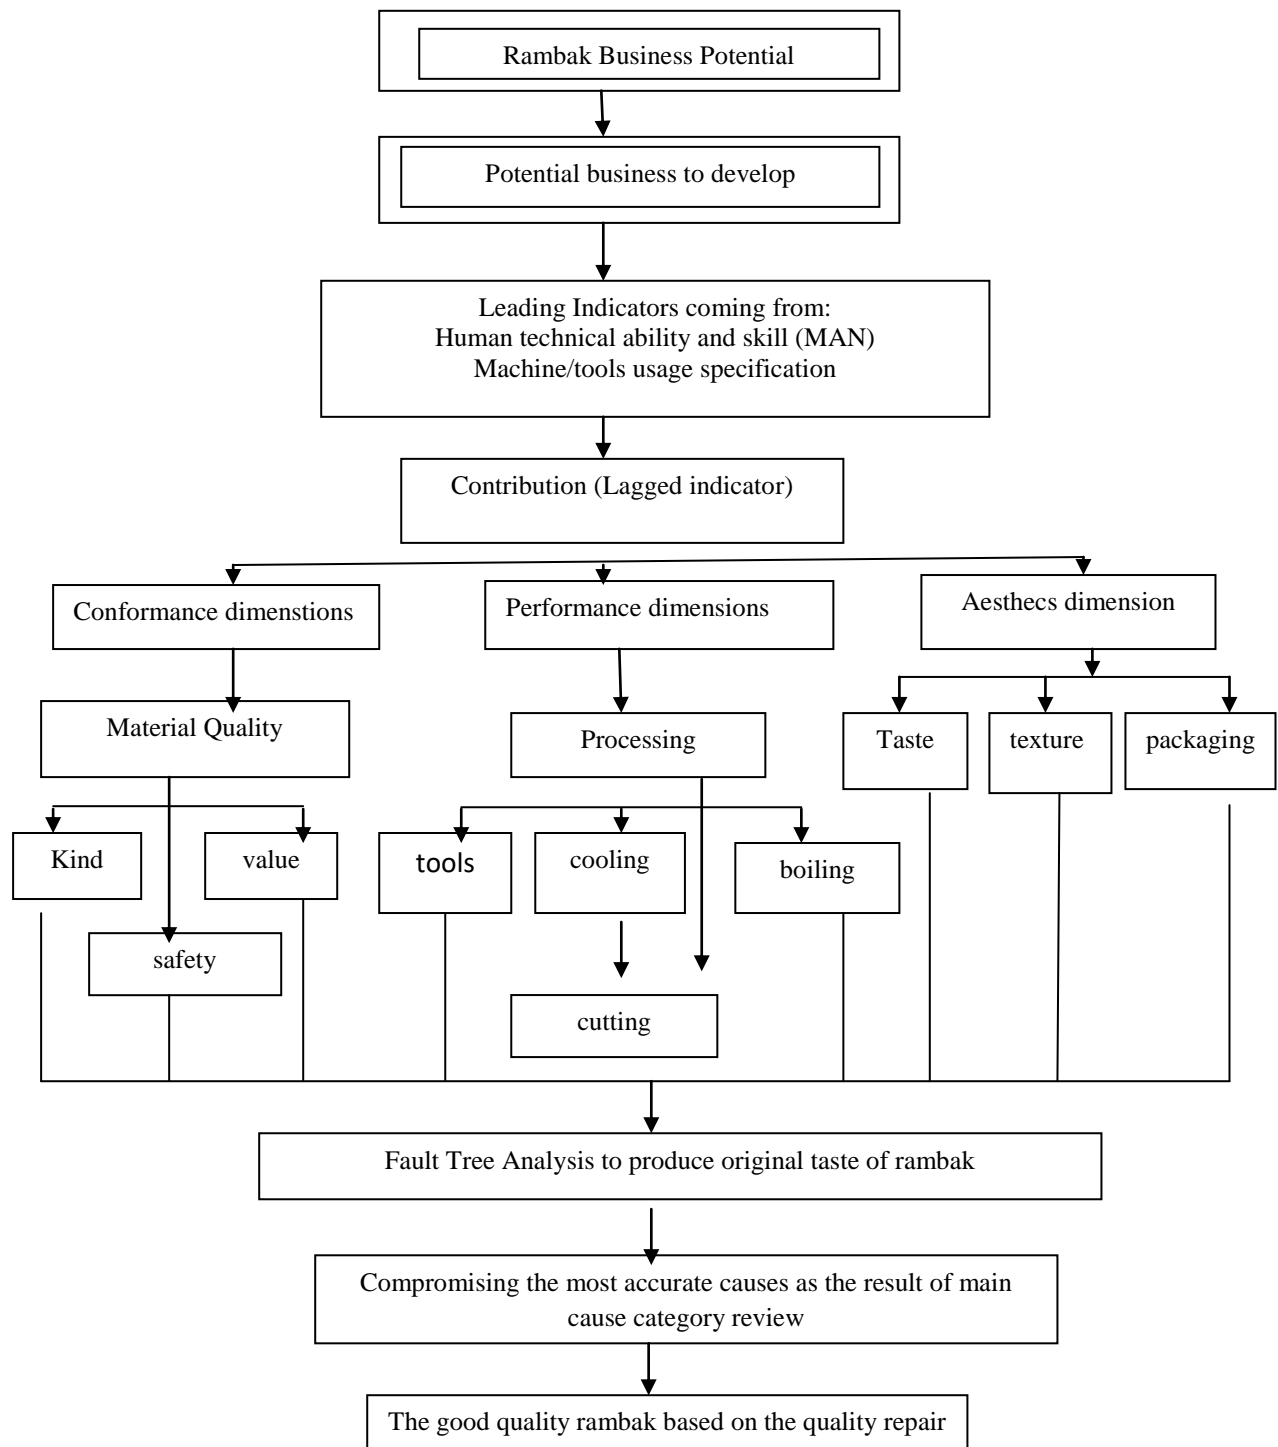 Rambak Business Potential
Potential business to develop
Leading Indicators coming from:
Human technical ability and skill (MAN)
Machine/tools usage specification
Contribution (Lagged indicator)
Conformance dimenstions
Performance dimensions
Aesthecs dimension
Material Quality
Processing
Taste
texture
packaging
Kind
value
tools
cooling
boiling
safety
cutting
Fault Tree Analysis to produce original taste of rambak
Compromising the most accurate causes as the result of main
cause category review
The good quality rambak based on the quality repair